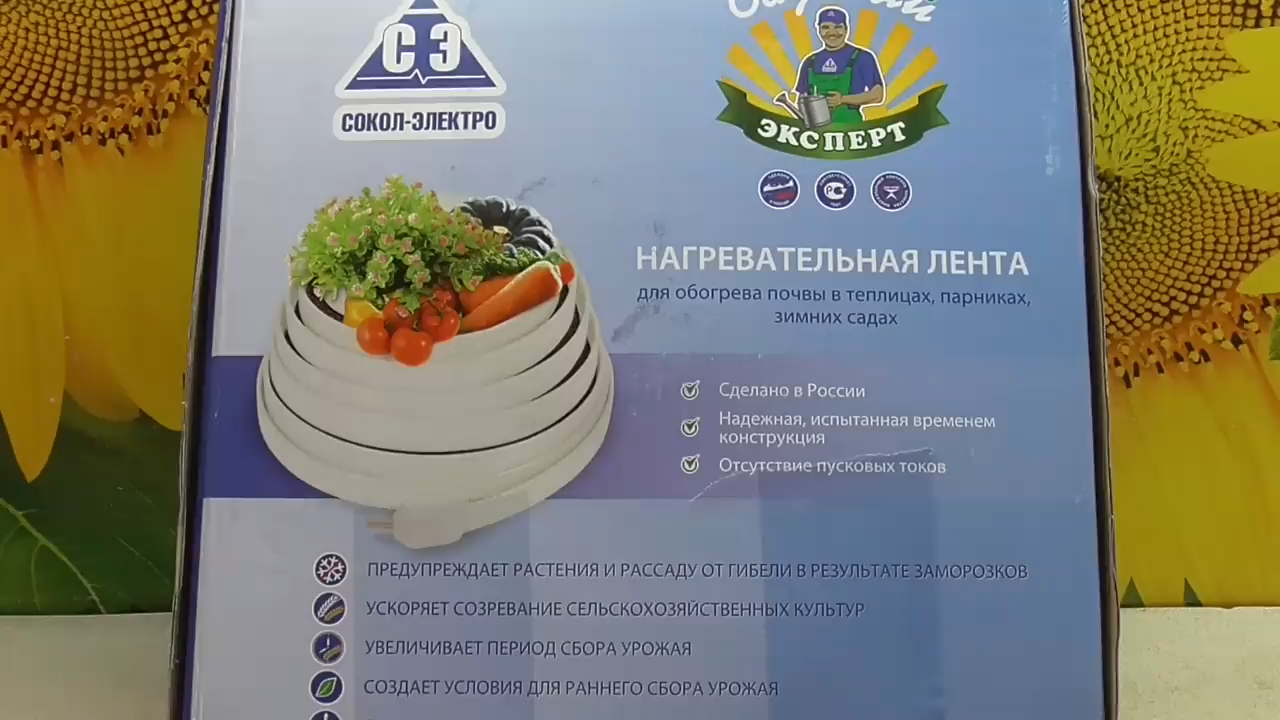 СЭ
СОКОЛ-ЭЛЕКТРО
ЭКСПЕРТ
НАГРЕВАТЕЛЬНАЯ ЛЕНТА
для обогрева почвы в теплицах, парниках,
зимних садах
Сделано в России
Надежная, испытанная временем
конструкция
Отсутствие пусковых токов
ПРЕДУПРЕЖДАЕТ РАСТЕНИЯ И РАССАДУ ОТ ГИБЕЛИ В РЕЗУЛЬТАТЕ ЗАМОРОЗКОВ
УСКОРЯЕТ СОЗРЕВАНИЕ СЕЛЬСКОХОЗЯЙСТВЕННЫХ КУЛЬТУР
УВЕЛИЧИВАЕТ ПЕРИОД СБОРА УРОЖАЯ
СОЗДАЕТ УСЛОВИЯ ДЛЯ РАННЕГО СБОРА УРОЖАЯ